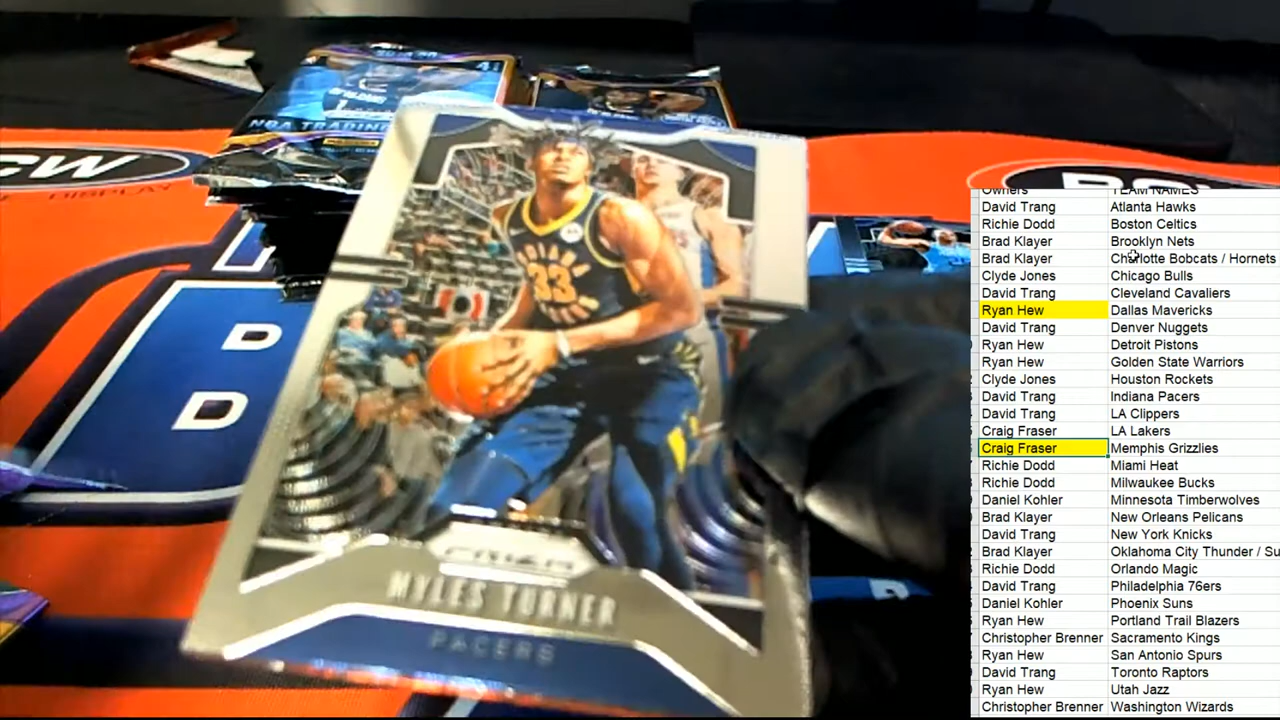 4
NBA TRADING
CW
DISPLAY
INDIANA
33
PRIZM
MYLES TURNER
PACERS
D
D
Owners TEAM NAMES
David Trang Atlanta Hawks
Richie Dodd Boston Celtics
Brad Klayer Brooklyn Nets
Brad Klayer Charlotte Bobcats / Hornets
Clyde Jones Chicago Bulls
David Trang Cleveland Cavaliers
Ryan Hew Dallas Mavericks
David Trang Denver Nuggets
Ryan Hew Detroit Pistons
Ryan Hew Golden State Warriors
Clyde Jones Houston Rockets
David Trang Indiana Pacers
David Trang LA Clippers
Craig Fraser LA Lakers
Craig Fraser Memphis Grizzlies
Richie Dodd Miami Heat
Richie Dodd Milwaukee Bucks
Daniel Kohler Minnesota Timberwolves
Brad Klayer New Orleans Pelicans
David Trang New York Knicks
Brad Klayer Oklahoma City Thunder / Su
Richie Dodd Orlando Magic
David Trang Philadelphia 76ers
Daniel Kohler Phoenix Suns
Ryan Hew Portland Trail Blazers
Christopher Brenner Sacramento Kings
Ryan Hew San Antonio Spurs
David Trang Toronto Raptors
Ryan Hew Utah Jazz
Christopher Brenner Washington Wizards